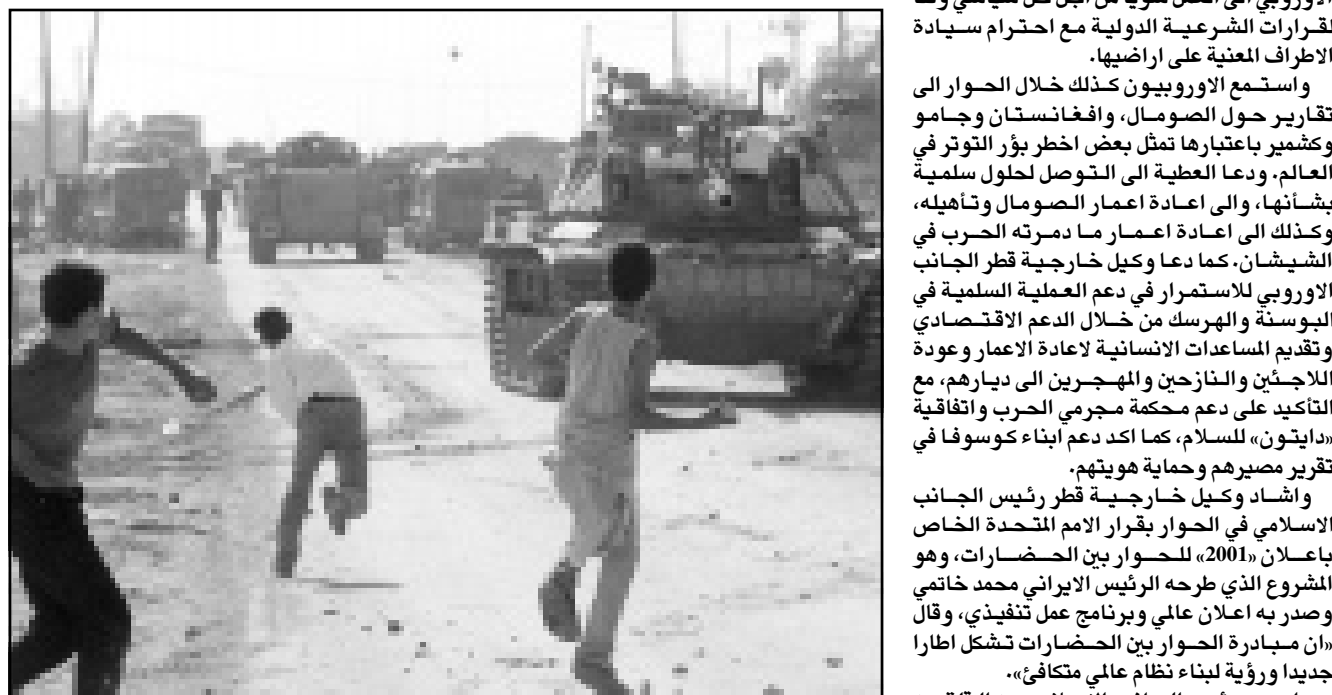 الاوروبي الى العمل سويا من اجل حل سياسي وفقا
لقرارات الشرعية الدولية مع احترام سيادة
الاطراف المعنية على اراضيها.
واستمع الاوروبيون كذلك خلال الحوار الى
تقارير حول الصومال، وافغانستان وجامو
وكشمير باعتبارها تمثل بعض اخطر بؤر التوتر في
العالم. ودعا العطية الى التوصل لحلول سلمية
بشأنها، والى اعادة اعمار الصومال وتأهيله،
وكذلك الى اعادة اعمار ما دمرته الحرب في
الشيشان. كما دعا وكيل خارجية قطر الجانب
الاوروبي للاستمرار في دعم العملية السلمية في
البوسنة والهرسك من خلال الدعم الاقتصادي
وتقديم المساعدات الانسانية لاعادة الاعمار وعودة
اللاجئين والنازحين والمهجرين الى ديارهم، مع
التأكيد على دعم محكمة مجرمي الحرب واتفاقية
«دايتون» للسلام، كما اكد دعم ابناء كوسوفا في
تقرير مصيرهم وحماية هويتهم.
واشاد وكيل خارجية قطر رئيس الجانب
الاسلامي في الحوار بقرار الامم المتحدة الخاص
باعلان «2001» للحوار بين الحضارات، وهو
المشروع الذي طرحه الرئيس الايراني محمد خاتمي
وصدر به اعلان عالمي وبرنامج عمل تنفيذي، وقال
«ان مبادرة الحوار بين الحضارات تشكل اطارا
جديدا ورؤية لبناء نظام عالمي متكافئ».